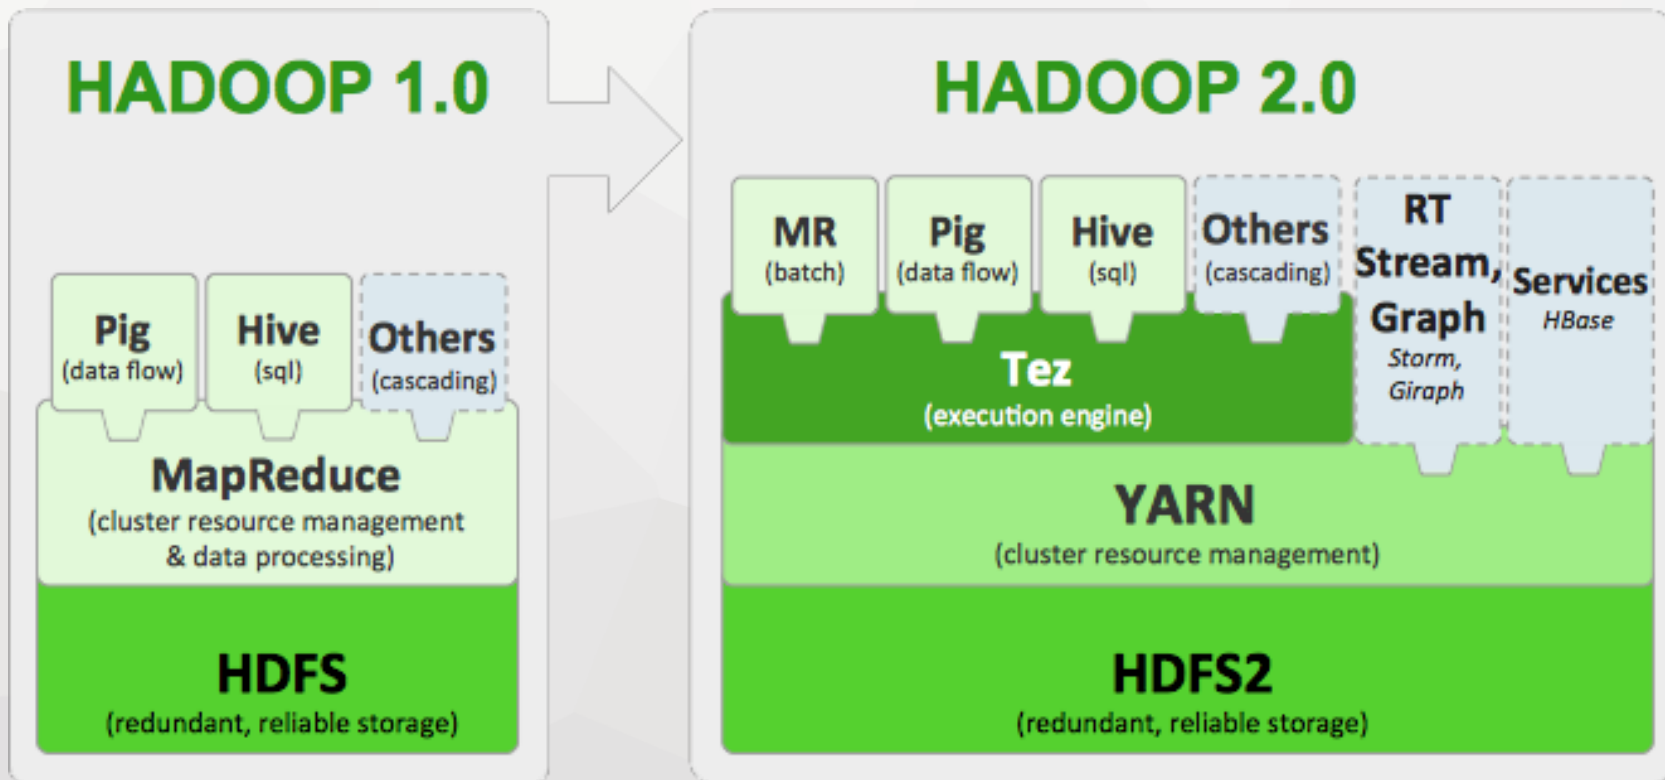 HADOOP 1.0
Pig
(data flow)
Hive
(sql)
Others
(cascading)
MapReduce
(cluster resource management
& data processing)
HDFS
(redundant, reliable storage)
HADOOP 2.0
MR
(batch)
Pig
(data flow)
Hive
(sql)
Others
(cascading)
RT
Stream,
Graph
Storm,
Giraph
Services
HBase
Tez
(execution engine)
YARN
(cluster resource management)
HDFS2
(redundant, reliable storage)